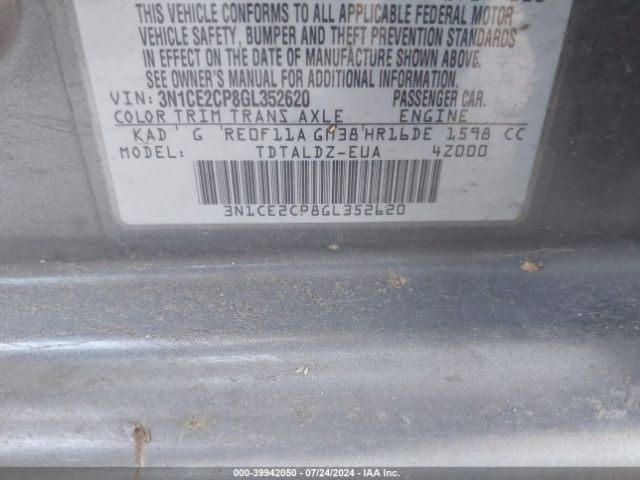 THIS VEHICLE CONFORMS TO ALL APPLICABLE FEDERAL MOTOR
VEHICLE SAFETY, BUMPER AND THEFT PREVENTION STANDARDS
IN EFFECT ON THE DATE OF MANUFACTURE SHOWN ABOVE.
SEE OWNER'S MANUAL FOR ADDITIONAL INFORMATION.
VIN: 3N1CE2CP8GL352620 PASSENGER CAR.
COLOR TRIM TRANS AXLE ENGINE
KAD G RE0F11A GM38 HR16DE 1598 CC
MODEL: TDTALDZ-EUA 4Z000
3N1CE2CP8GL352620
000-39942050 - 07/24/2024 - IAA Inc.